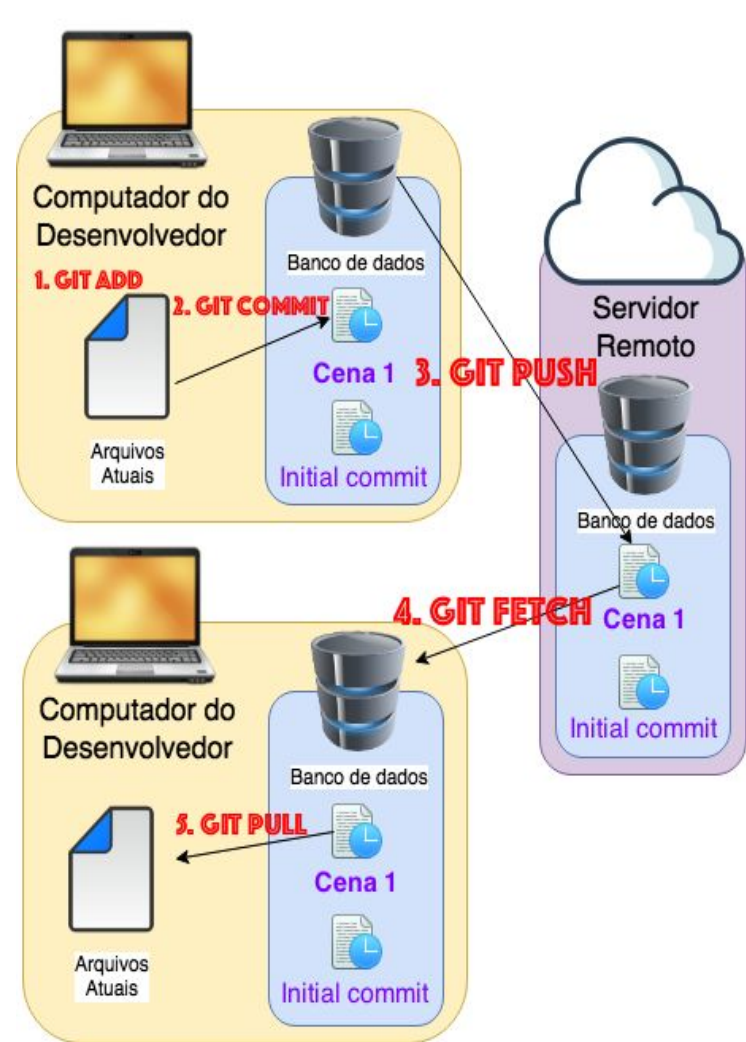 Computador do
Desenvolvedor
1. GIT ADD
2. GIT COMMIT
Arquivos
Atuais
Banco de dados
Cena 1
Initial commit
3. GIT PUSH
Servidor
Remoto
Banco de dados
Cena 1
Initial commit
4. GIT FETCH
Computador do
Desenvolvedor
Banco de dados
5. GIT PULL
Cena 1
Initial commit
Arquivos
Atuais